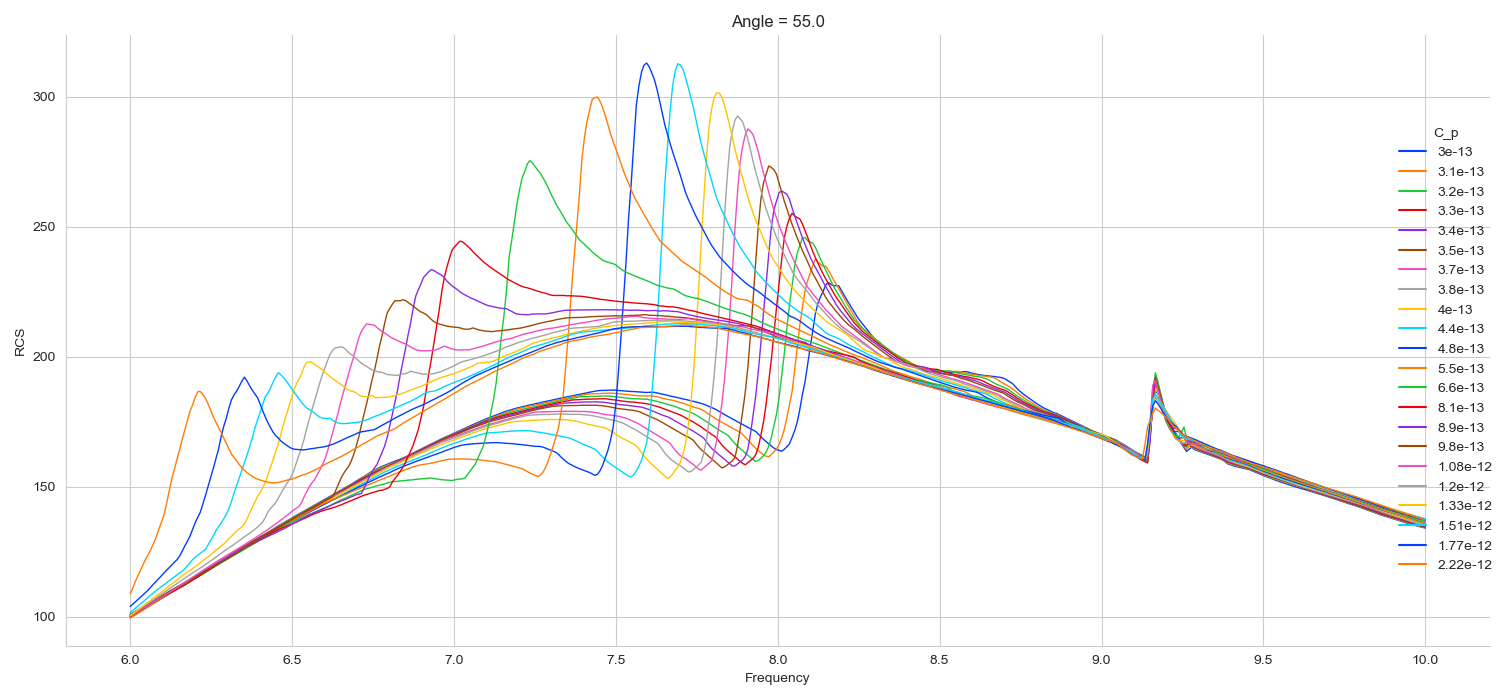 Angle = 55.0
RCS
300
250
200
150
100
6.0
6.5
7.0
7.5
8.0
8.5
9.0
9.5
10.0
Frequency
C_p
3e-13
3.1e-13
3.2e-13
3.3e-13
3.4e-13
3.5e-13
3.7e-13
3.8e-13
4e-13
4.4e-13
4.8e-13
5.5e-13
6.6e-13
8.1e-13
8.9e-13
9.8e-13
1.08e-12
1.2e-12
1.33e-12
1.51e-12
1.77e-12
2.22e-12